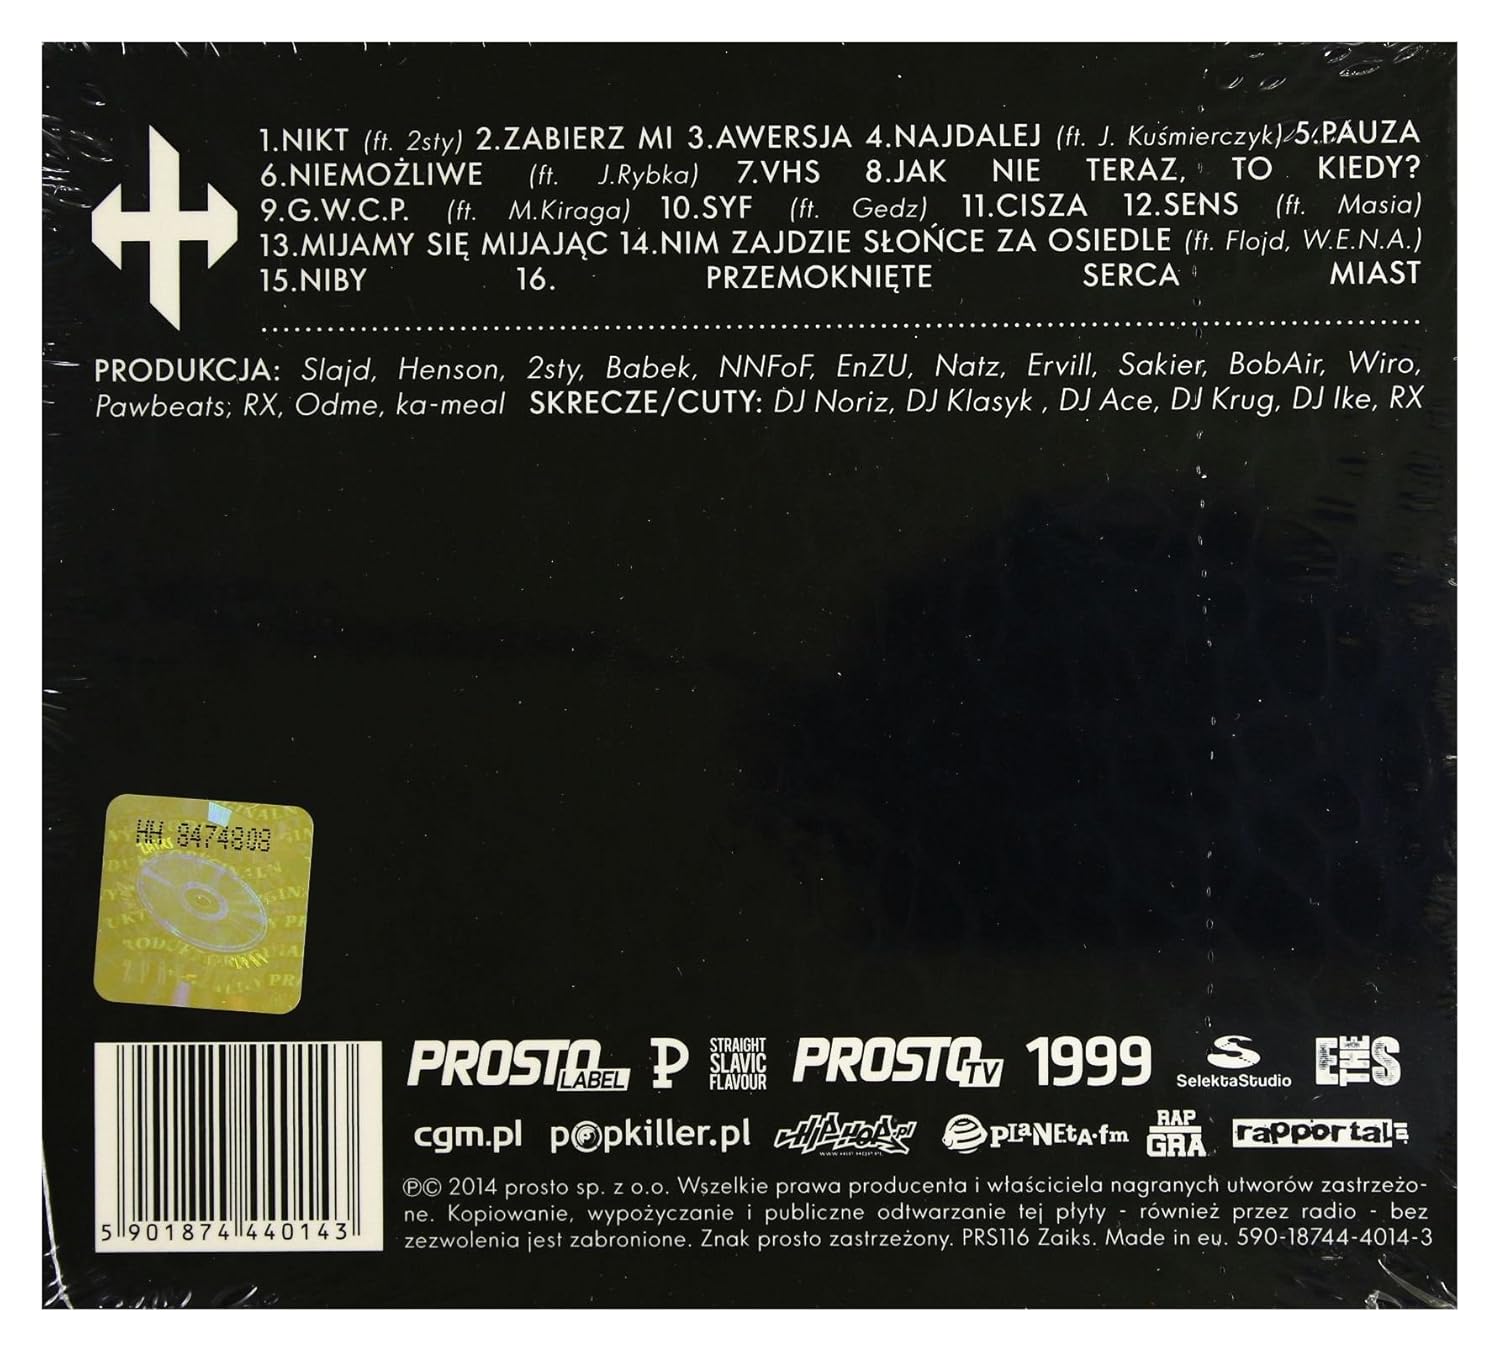 1.NIKT (ft. 2sty) 2.ZABIERZ MI 3.AWERSJA 4.NAJDALEJ (ft. J. Kuśmierczyk) 5.PAUZA
6.NIEMOŻLIWE (ft. J.Rybka) 7.VHS 8.JAK NIE TERAZ, TO KIEDY?
9.G.W.C.P. (ft. M.Kiraga) 10.SYF (ft. Gedz) 11.CISZA 12.SENS (ft. Masia)
13.MIJAMY SIĘ MIJAJĄC 14.NIM ZAJDZIE SŁOŃCE ZA OSIEDLE (ft. Flojd, W.E.N.A.)
15.NIBY 16. PRZEMOKNIĘTE SERCA MIAST
PRODUKCJA: Slajd, Henson, 2sty, Babek, NNFoF, EnZU, Natz, Ervill, Sakier, BobAir, Wiro,
Pawbeats, RX, Odme, ka-meal SKRECZE/CUTY: DJ Noriz, DJ Klasyk , DJ Ace, DJ Krug, DJ Ike, RX
HH 8474808
PROSTO LABEL P STRAIGHT SLAVIC FLAVOUR PROSTO TV 1999 SelektaStudio
cgm.pl popkiller.pl HIP-HOP.pl PLANETA.fm RAP GRA rapportal
℗© 2014 prosto sp. z o.o. Wszelkie prawa producenta i właściciela nagranych utworów zastrzeżo-
ne. Kopiowanie, wypożyczanie i publiczne odtwarzanie tej płyty - również przez radio - bez
zezwolenia jest zabronione. Znak prosto zastrzeżony. PRS116 Zaiks. Made in eu. 590-18744-4014-3
5 901874 440143